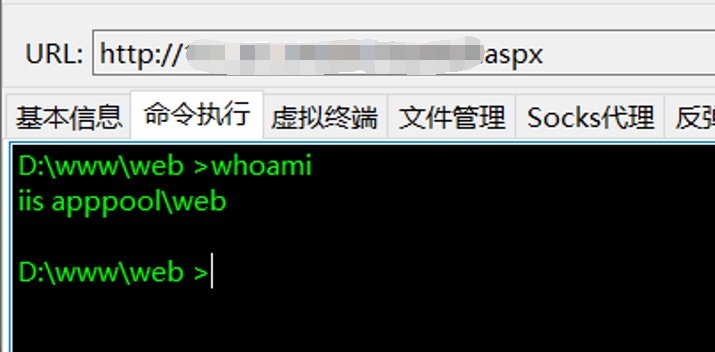 URL: http://aspx
基本信息 命令执行 虚拟终端 文件管理 Socks代理 反弹
D:\www\web >whoami
iis apppool\web
D:\www\web >